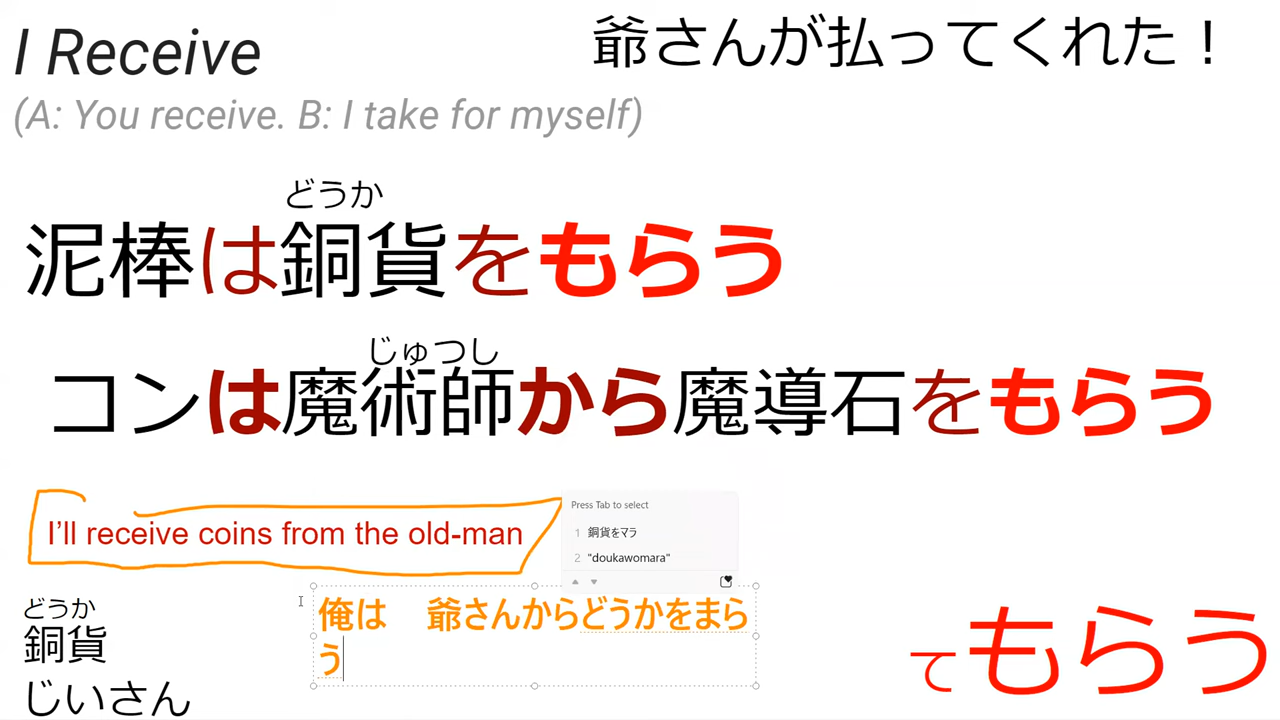 I Receive
爺さんが払ってくれた！
(A: You receive. B: I take for myself)
どうか
泥棒は銅貨をもらう
じゅつし
コンは魔術師から魔導石をもらう
I'll receive coins from the old-man
Press Tab to select
1 銅貨をマラ
2 "doukawomara"
俺は　爺さんからどうかをまら
う
どうか
銅貨
じいさん
てもらう